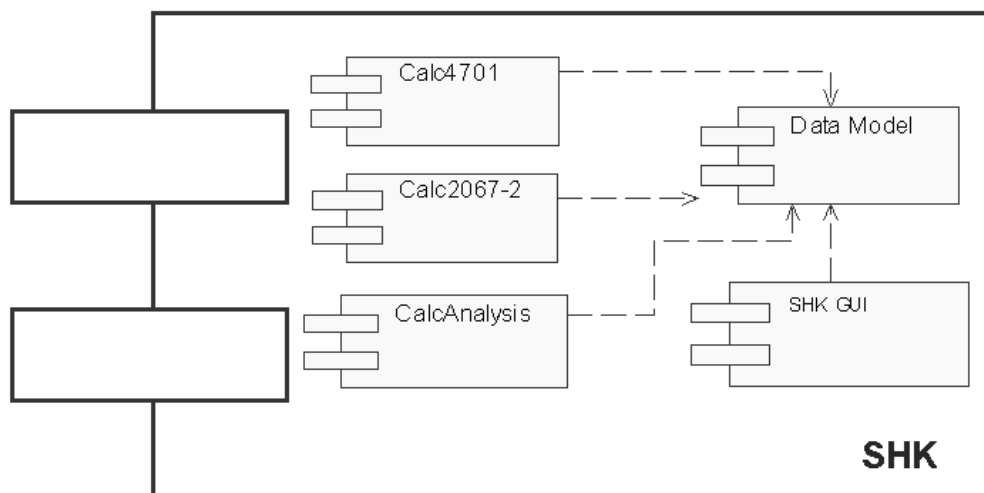 Calc4701
Data Model
Calc2067-2
CalcAnalysis
SHK GUI
SHK